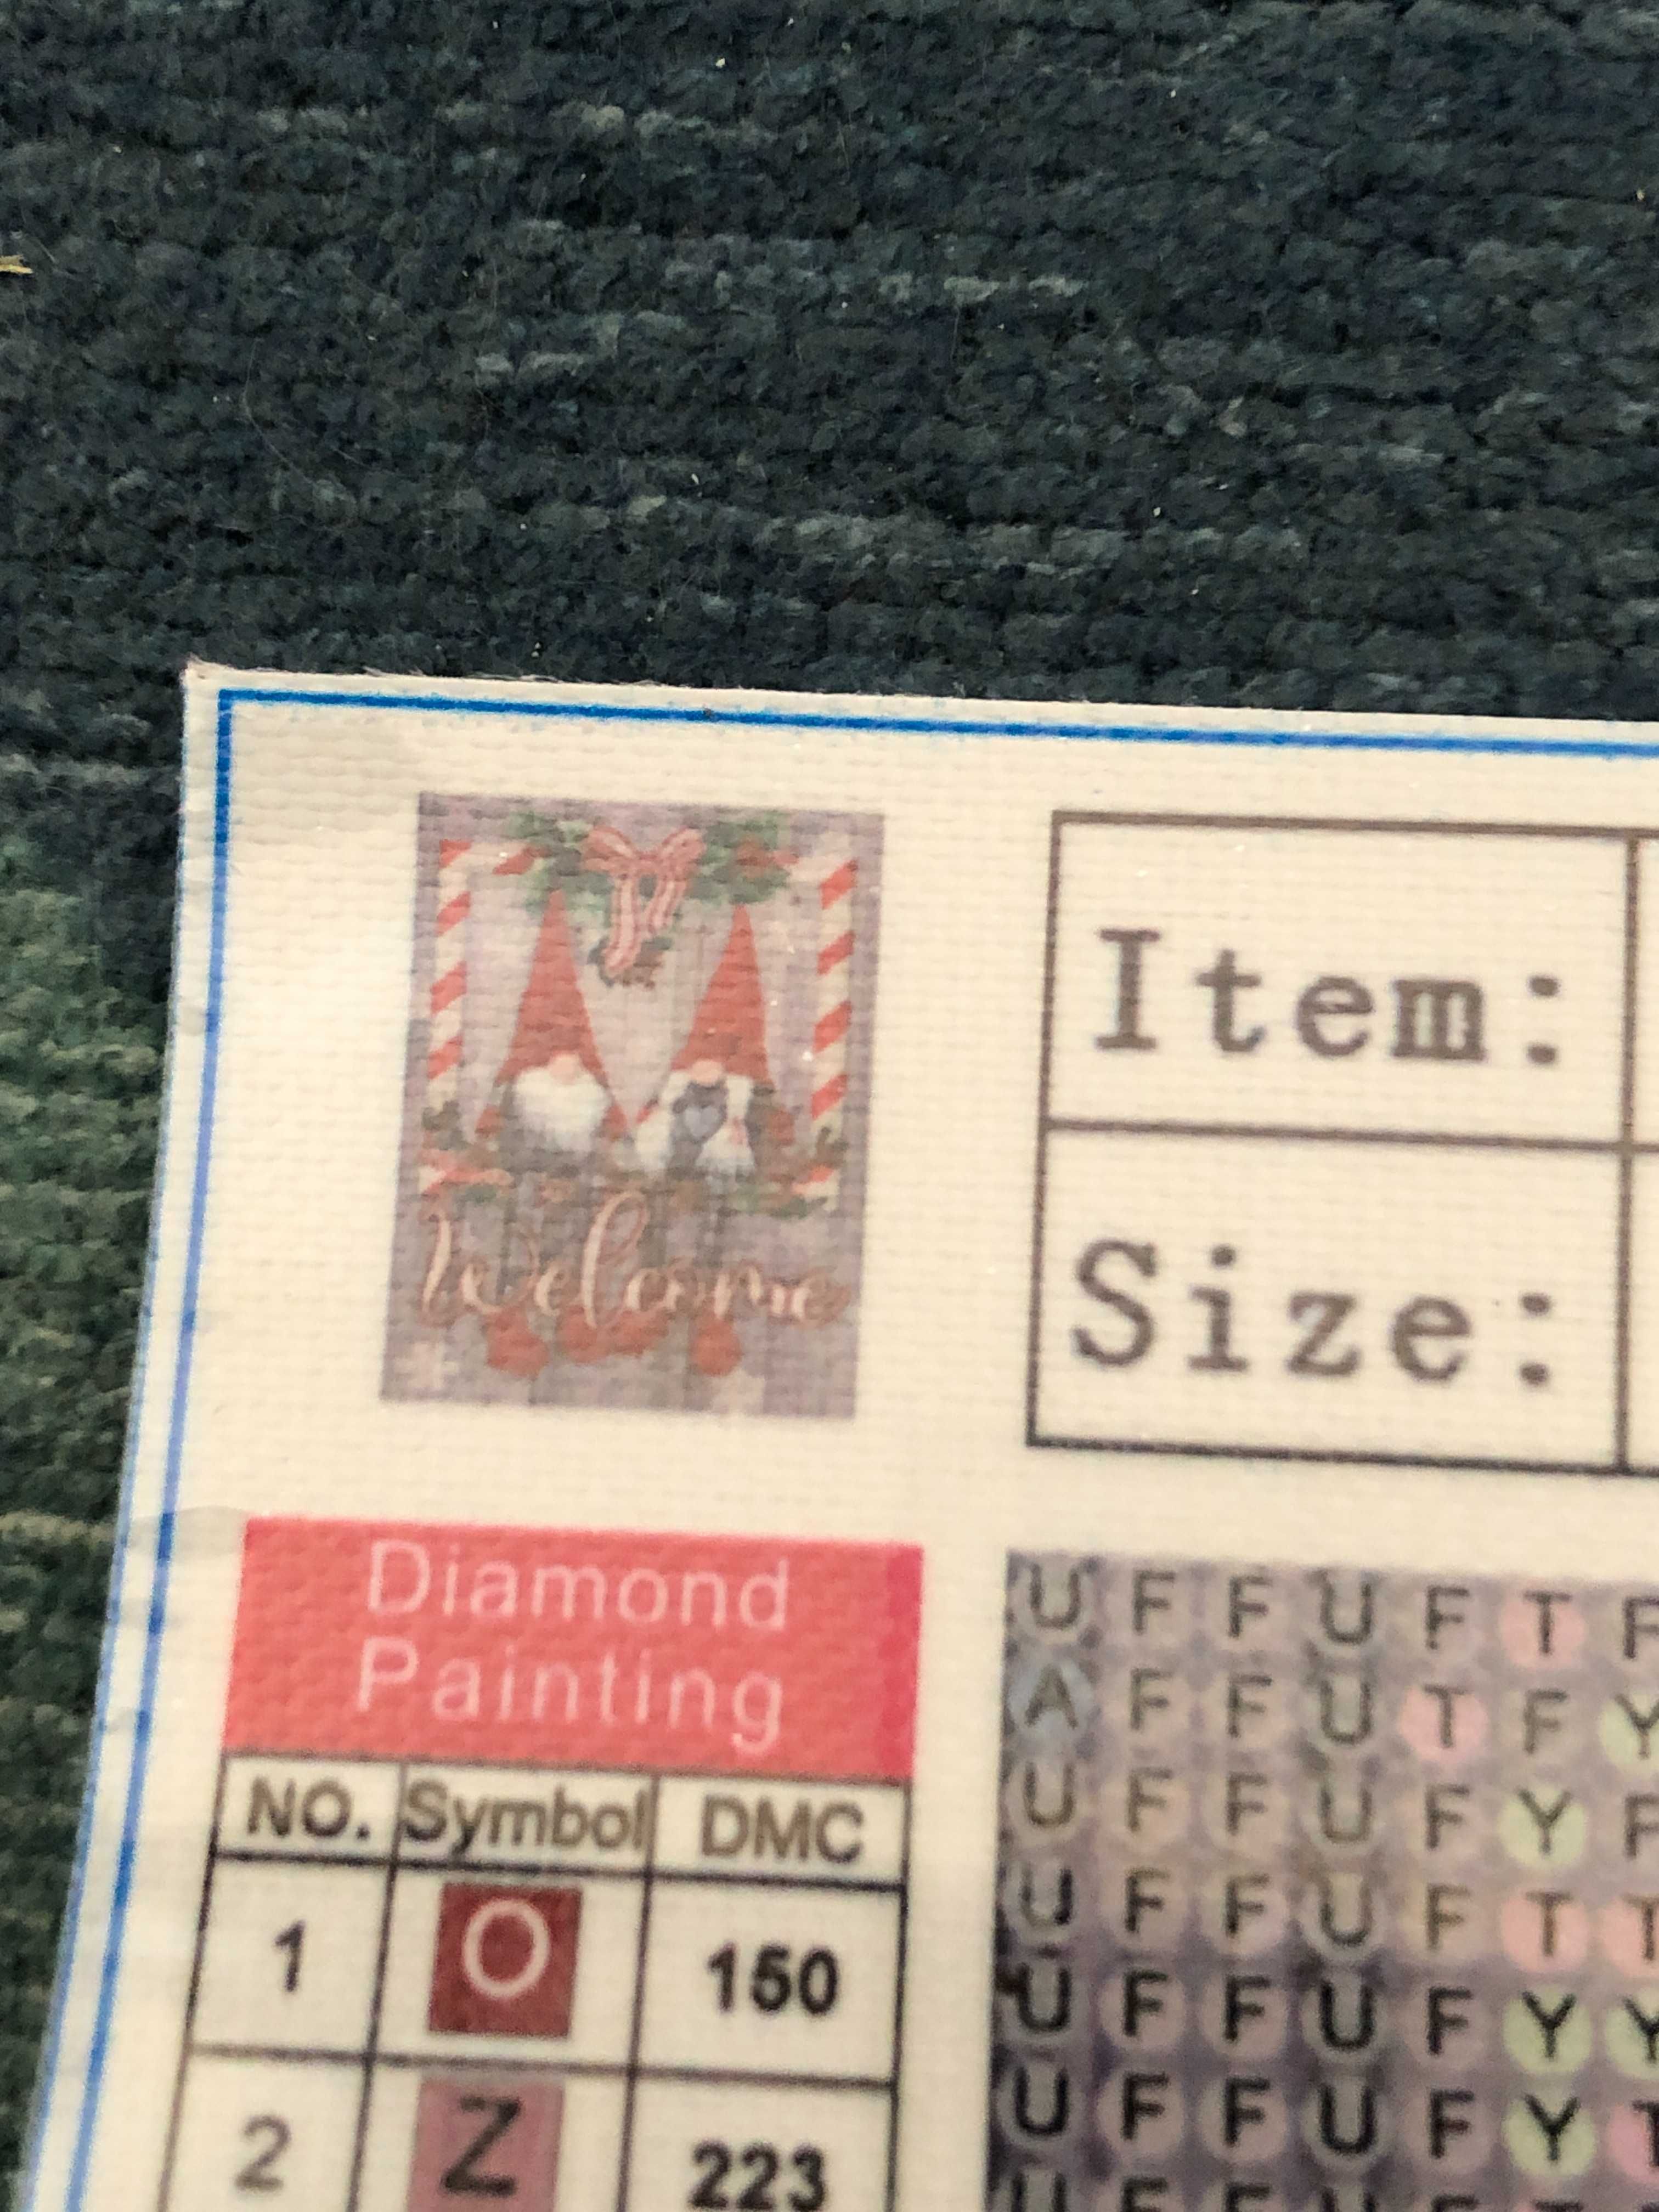 Welcome
Item:
Size:
Diamond
Painting
NO. Symbol DMC
1 O 150
2 Z 223
U F F U F T F
A F F U T F Y
U F F U F Y F
U F F U F T T
U F F U F Y Y
U F F U F Y T